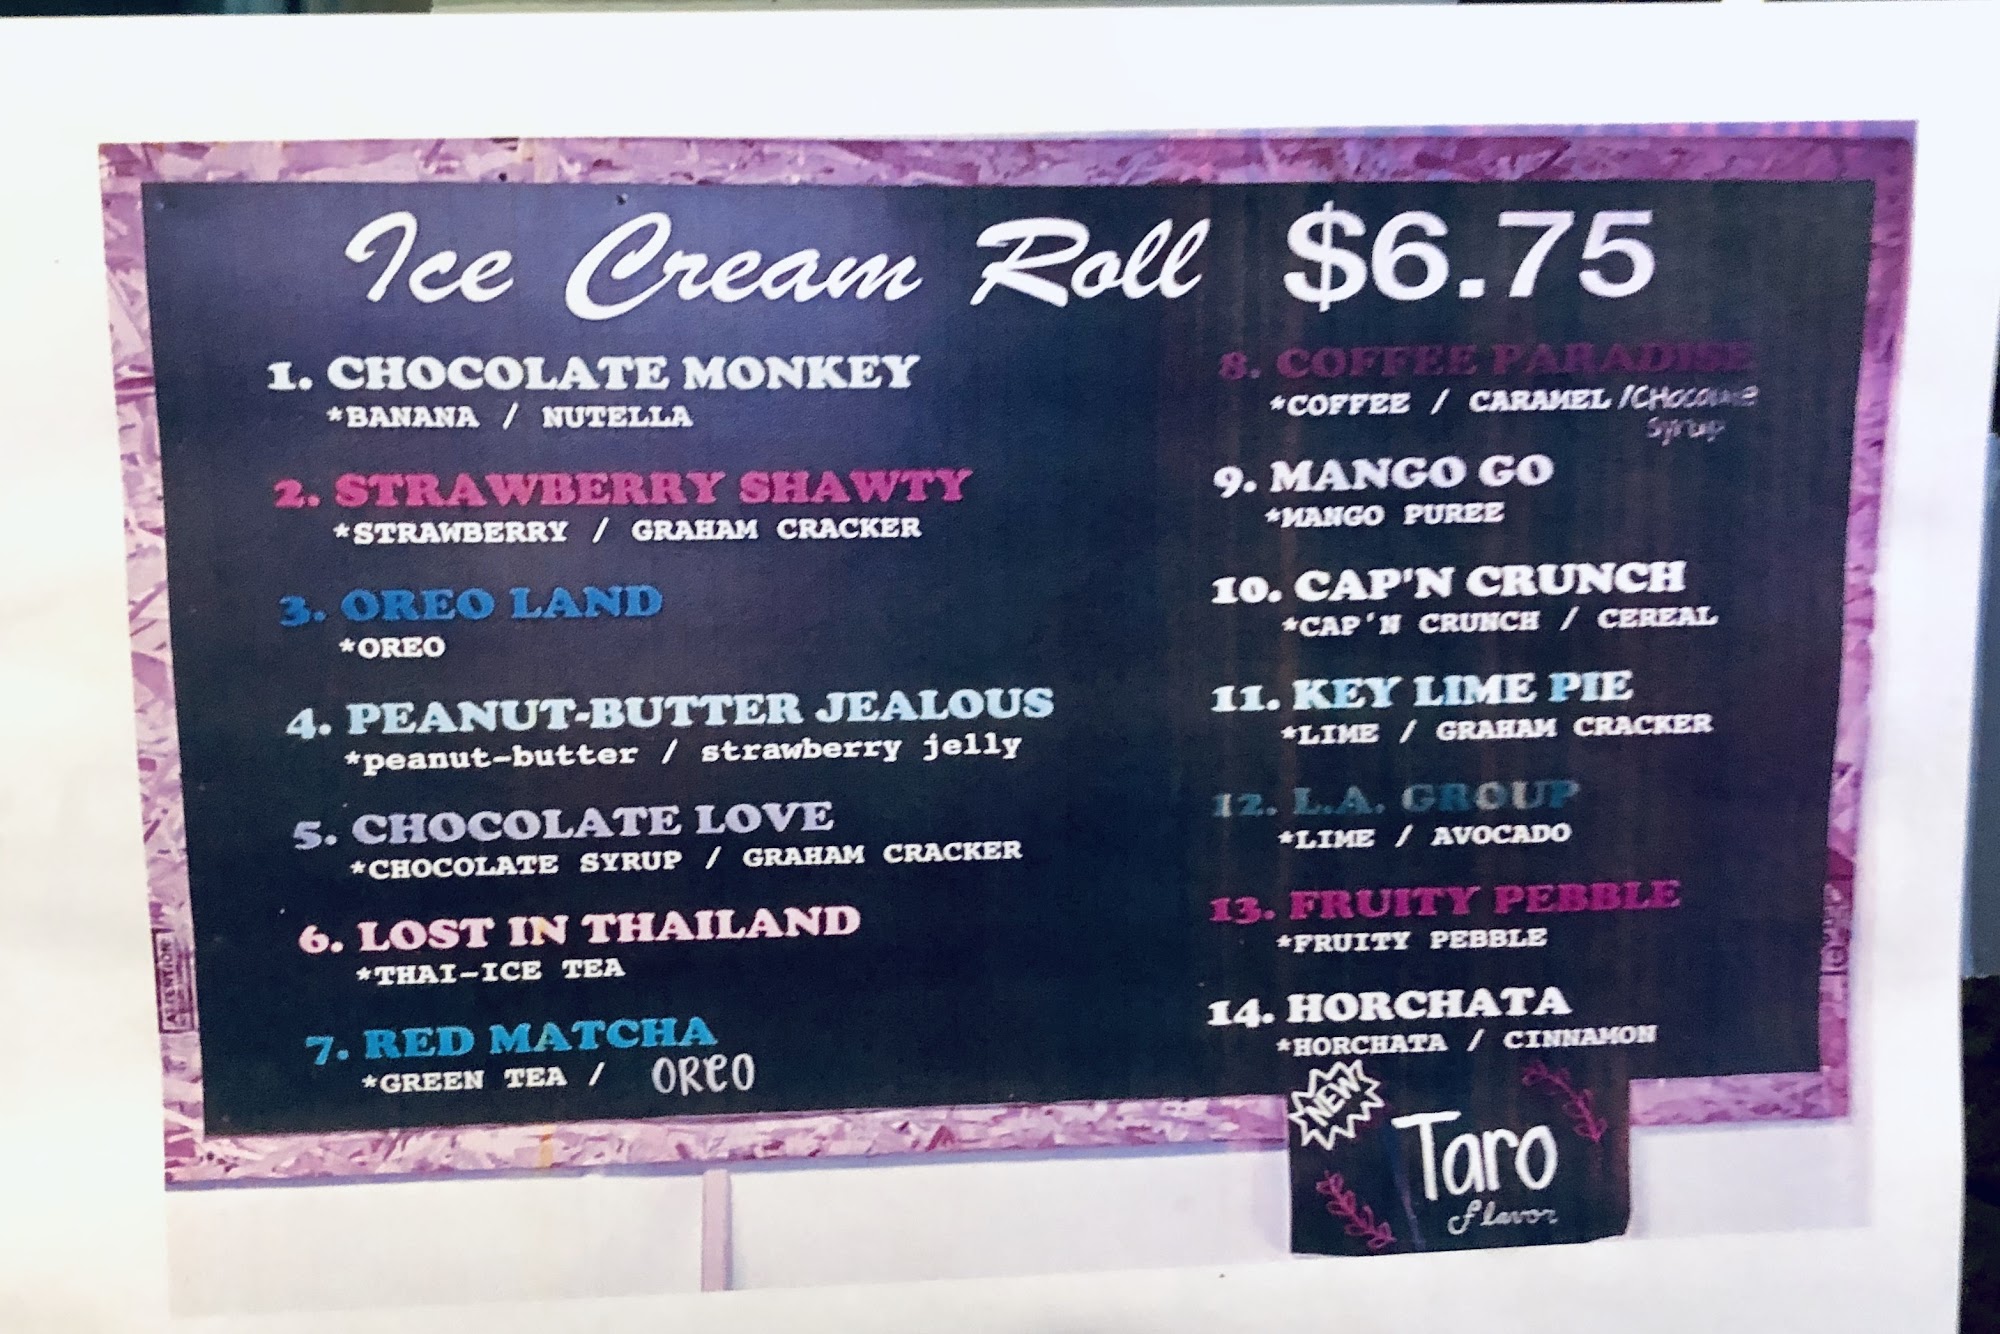 Ice Cream Roll $6.75
1. CHOCOLATE MONKEY
*BANANA / NUTELLA
2. STRAWBERRY SHAWTY
*STRAWBERRY / GRAHAM CRACKER
3. OREO LAND
*OREO
4. PEANUT-BUTTER JEALOUS
*peanut-butter / strawberry jelly
5. CHOCOLATE LOVE
*CHOCOLATE SYRUP / GRAHAM CRACKER
6. LOST IN THAILAND
*THAI-ICE TEA
7. RED MATCHA
*GREEN TEA / OREO
8. COFFEE PARADISE
*COFFEE / CARAMEL / CHocolate
Syrup
9. MANGO GO
*MANGO PUREE
10. CAP'N CRUNCH
*CAP'N CRUNCH / CEREAL
11. KEY LIME PIE
*LIME / GRAHAM CRACKER
12. L.A. GROUP
*LIME / AVOCADO
13. FRUITY PEBBLE
*FRUITY PEBBLE
14. HORCHATA
*HORCHATA / CINNAMON
NEW
Taro
flavor
ATTENTION